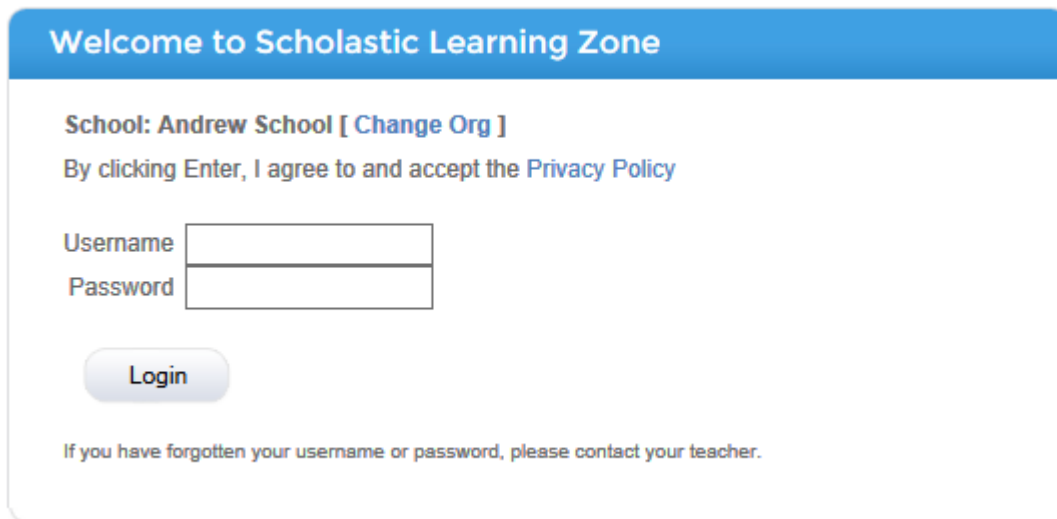 Welcome to Scholastic Learning Zone
School: Andrew School [ Change Org ]
By clicking Enter, I agree to and accept the Privacy Policy
Username
Password
Login
If you have forgotten your username or password, please contact your teacher.